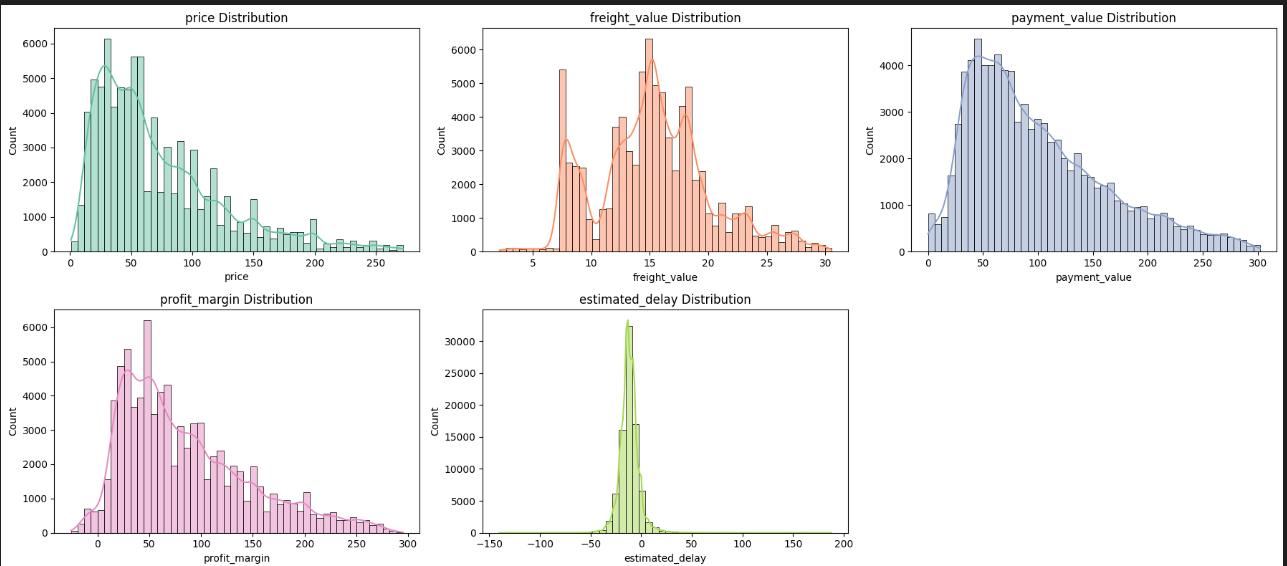 price Distribution
6000
5000
4000
3000
2000
1000
0
Count
0 50 100 150 200 250
price
freight_value Distribution
6000
5000
4000
3000
2000
1000
0
Count
5 10 15 20 25 30
freight_value
payment_value Distribution
4000
3000
2000
1000
0
Count
0 50 100 150 200 250 300
payment_value
profit_margin Distribution
6000
5000
4000
3000
2000
1000
0
Count
0 50 100 150 200 250 300
profit_margin
estimated_delay Distribution
30000
25000
20000
15000
10000
5000
0
Count
−150 −100 −50 0 50 100 150 200
estimated_delay